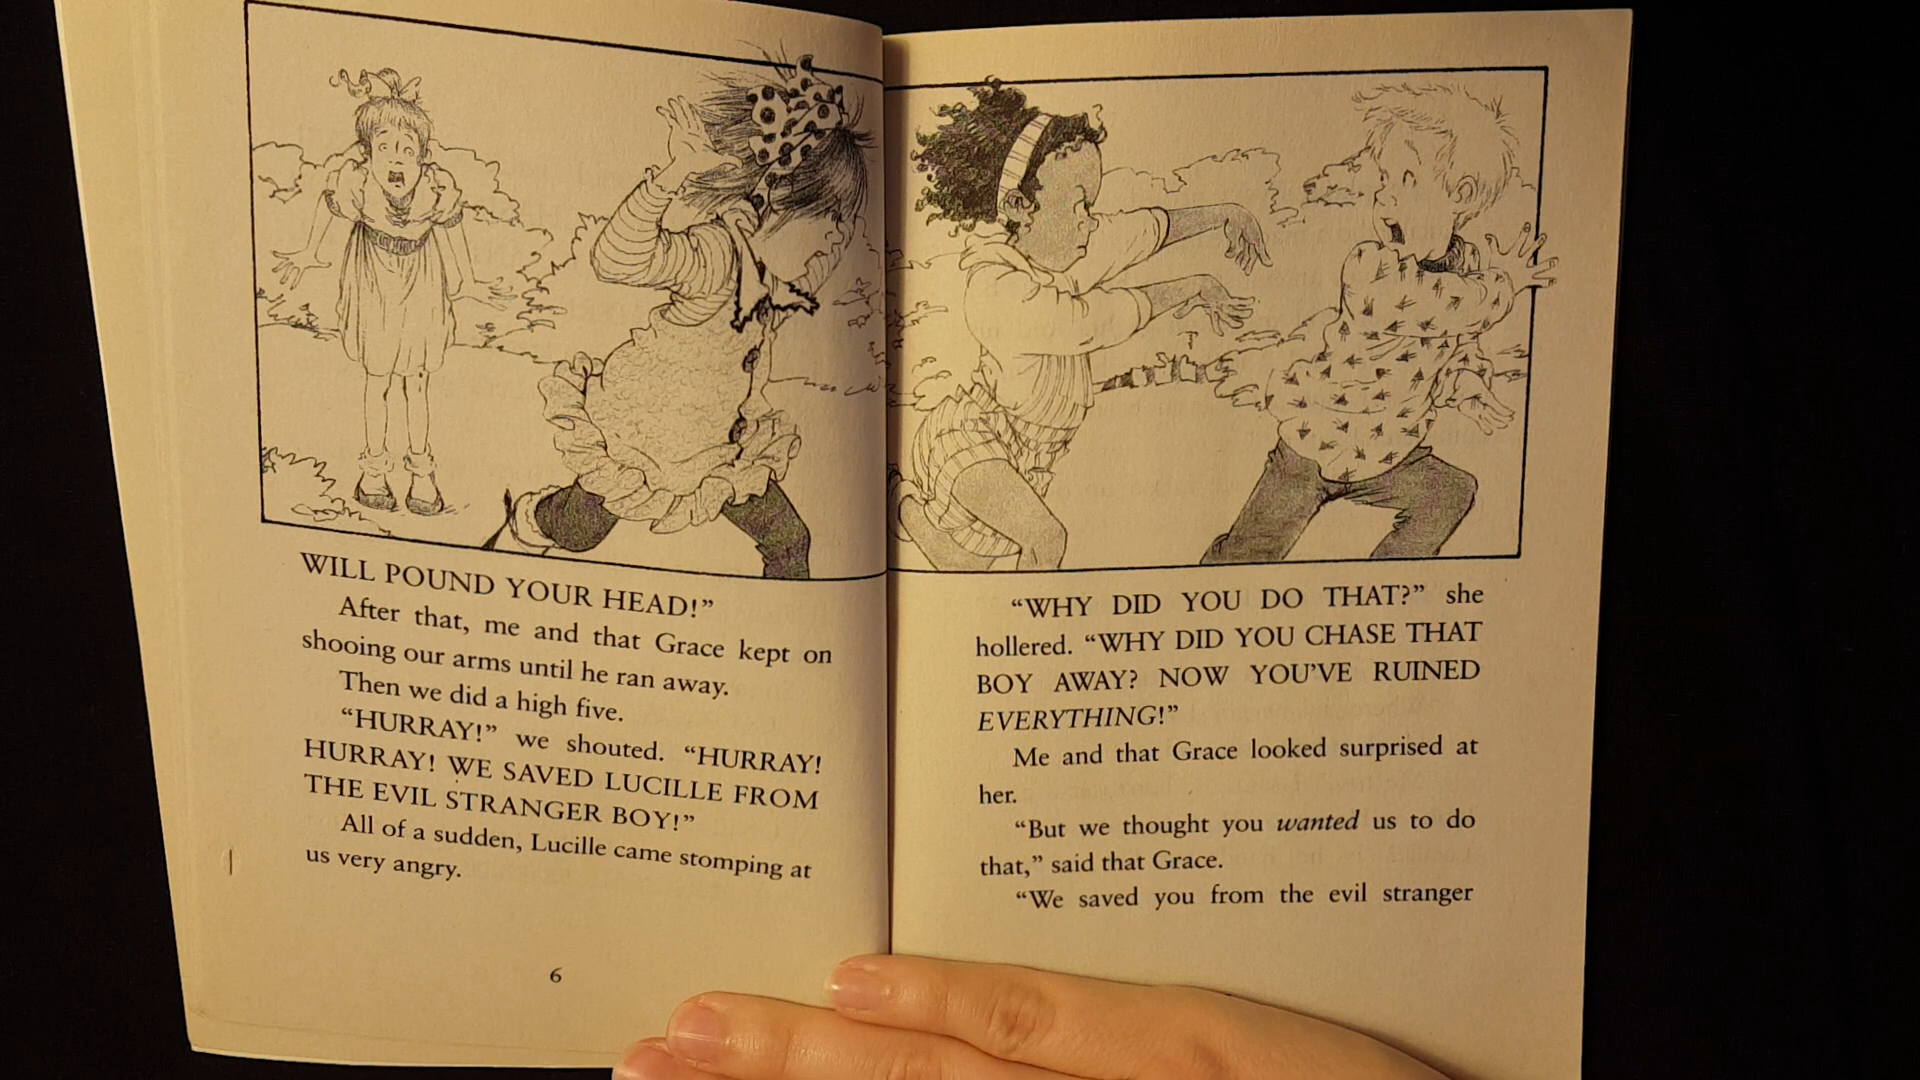 WILL POUND YOUR HEAD!”
After that, me and that Grace kept on
shooing our arms until he ran away.
Then we did a high five.
“HURRAY!” we shouted. “HURRAY!
HURRAY! WE SAVED LUCILLE FROM
THE EVIL STRANGER BOY!”
All of a sudden, Lucille came stomping at
us very angry.
6
“WHY DID YOU DO THAT?” she
hollered. “WHY DID YOU CHASE THAT
BOY AWAY? NOW YOU’VE RUINED
EVERYTHING!”
Me and that Grace looked surprised at
her.
“But we thought you wanted us to do
that,” said that Grace.
“We saved you from the evil stranger